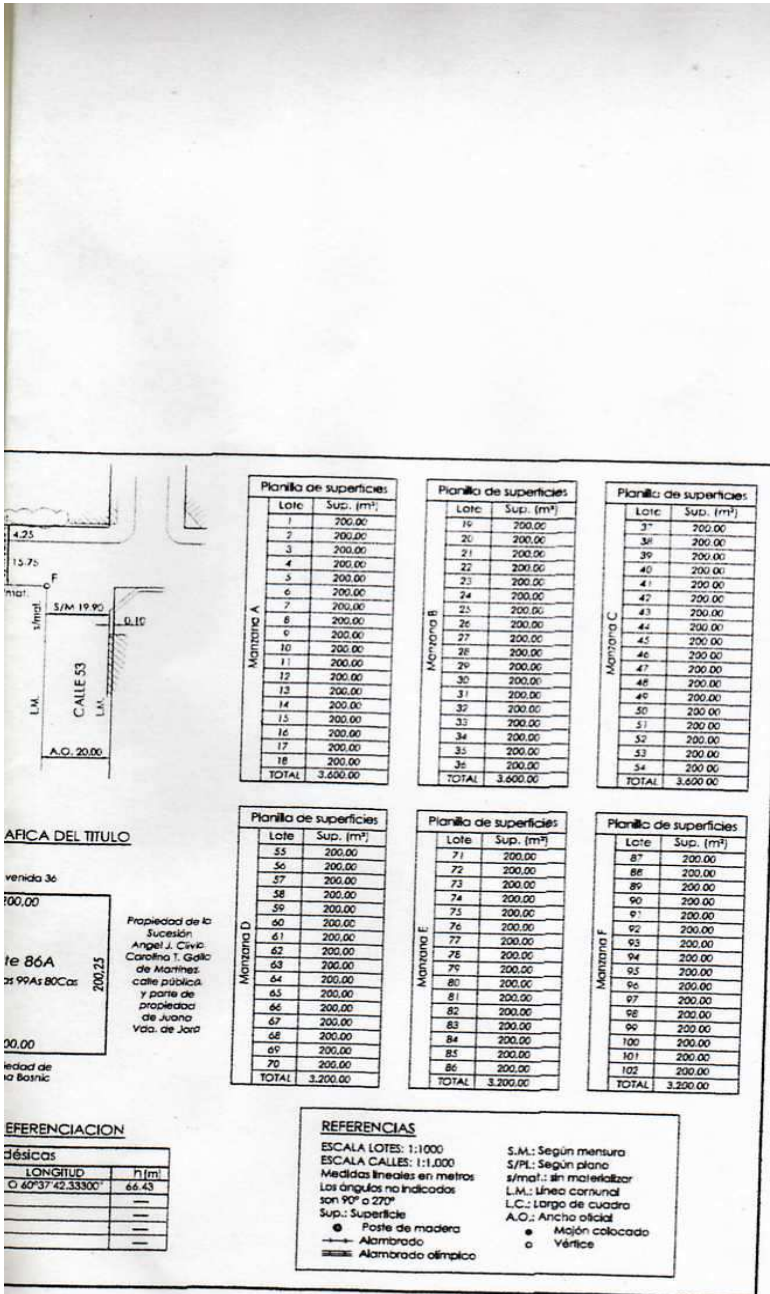 4.25
15.75
F
/mat.
s/mat.
S/M 19.90
0.10
CALLE 53
L.M.
L.M.
A.O. 20.00
Planilla de superficies
Manzana A
Lote Sup. (m²)
1 200.00
2 200.00
3 200.00
4 200.00
5 200.00
6 200.00
7 200.00
8 200.00
9 200.00
10 200.00
11 200.00
12 200.00
13 200.00
14 200.00
15 200.00
16 200.00
17 200.00
18 200.00
TOTAL 3.600.00
Planilla de superficies
Manzana B
Lote Sup. (m²)
19 200.00
20 200.00
21 200.00
22 200.00
23 200.00
24 200.00
25 200.00
26 200.00
27 200.00
28 200.00
29 200.00
30 200.00
31 200.00
32 200.00
33 200.00
34 200.00
35 200.00
36 200.00
TOTAL 3.600.00
Planilla de superficies
Manzana C
Lote Sup. (m²)
37 200.00
38 200.00
39 200.00
40 200.00
41 200.00
42 200.00
43 200.00
44 200.00
45 200.00
46 200.00
47 200.00
48 200.00
49 200.00
50 200.00
51 200.00
52 200.00
53 200.00
54 200.00
TOTAL 3.600.00
AFICA DEL TITULO
venida 36
200.00
te 86A
as 99As 80Cas
200,25
00.00
iedad de
na Basnic
Propiedad de la
Sucesión
Angel J. Civic
Carolina T. Gallo
de Martínez
calle pública
y parte de
propiedad
de Juana
Vda. de Jara
Planilla de superficies
Manzana D
Lote Sup. (m²)
55 200.00
56 200.00
57 200.00
58 200.00
59 200.00
60 200.00
61 200.00
62 200.00
63 200.00
64 200.00
65 200.00
66 200.00
67 200.00
68 200.00
69 200.00
70 200.00
TOTAL 3.200.00
Planilla de superficies
Manzana E
Lote Sup. (m²)
71 200.00
72 200.00
73 200.00
74 200.00
75 200.00
76 200.00
77 200.00
78 200.00
79 200.00
80 200.00
81 200.00
82 200.00
83 200.00
84 200.00
85 200.00
86 200.00
TOTAL 3.200.00
Planilla de superficies
Manzana F
Lote Sup. (m²)
87 200.00
88 200.00
89 200.00
90 200.00
91 200.00
92 200.00
93 200.00
94 200.00
95 200.00
96 200.00
97 200.00
98 200.00
99 200.00
100 200.00
101 200.00
102 200.00
TOTAL 3.200.00
EFERENCIACION
désicas
LONGITUD h(m)
O 60°37'42.33300" 66.43
—
—
—
—
REFERENCIAS
ESCALA LOTES: 1:1000
ESCALA CALLES: 1:1.000
Medidas lineales en metros
Los ángulos no indicados
son 90° o 270°
Sup.: Superficie
Poste de madera
Alambrado
Alambrado olímpico
S.M.: Según mensura
S/PL: Según plano
s/mat.: sin materializar
L.M.: Línea comunal
L.C.: Largo de cuadra
A.O.: Ancho oficial
Mojón colocado
Vértice